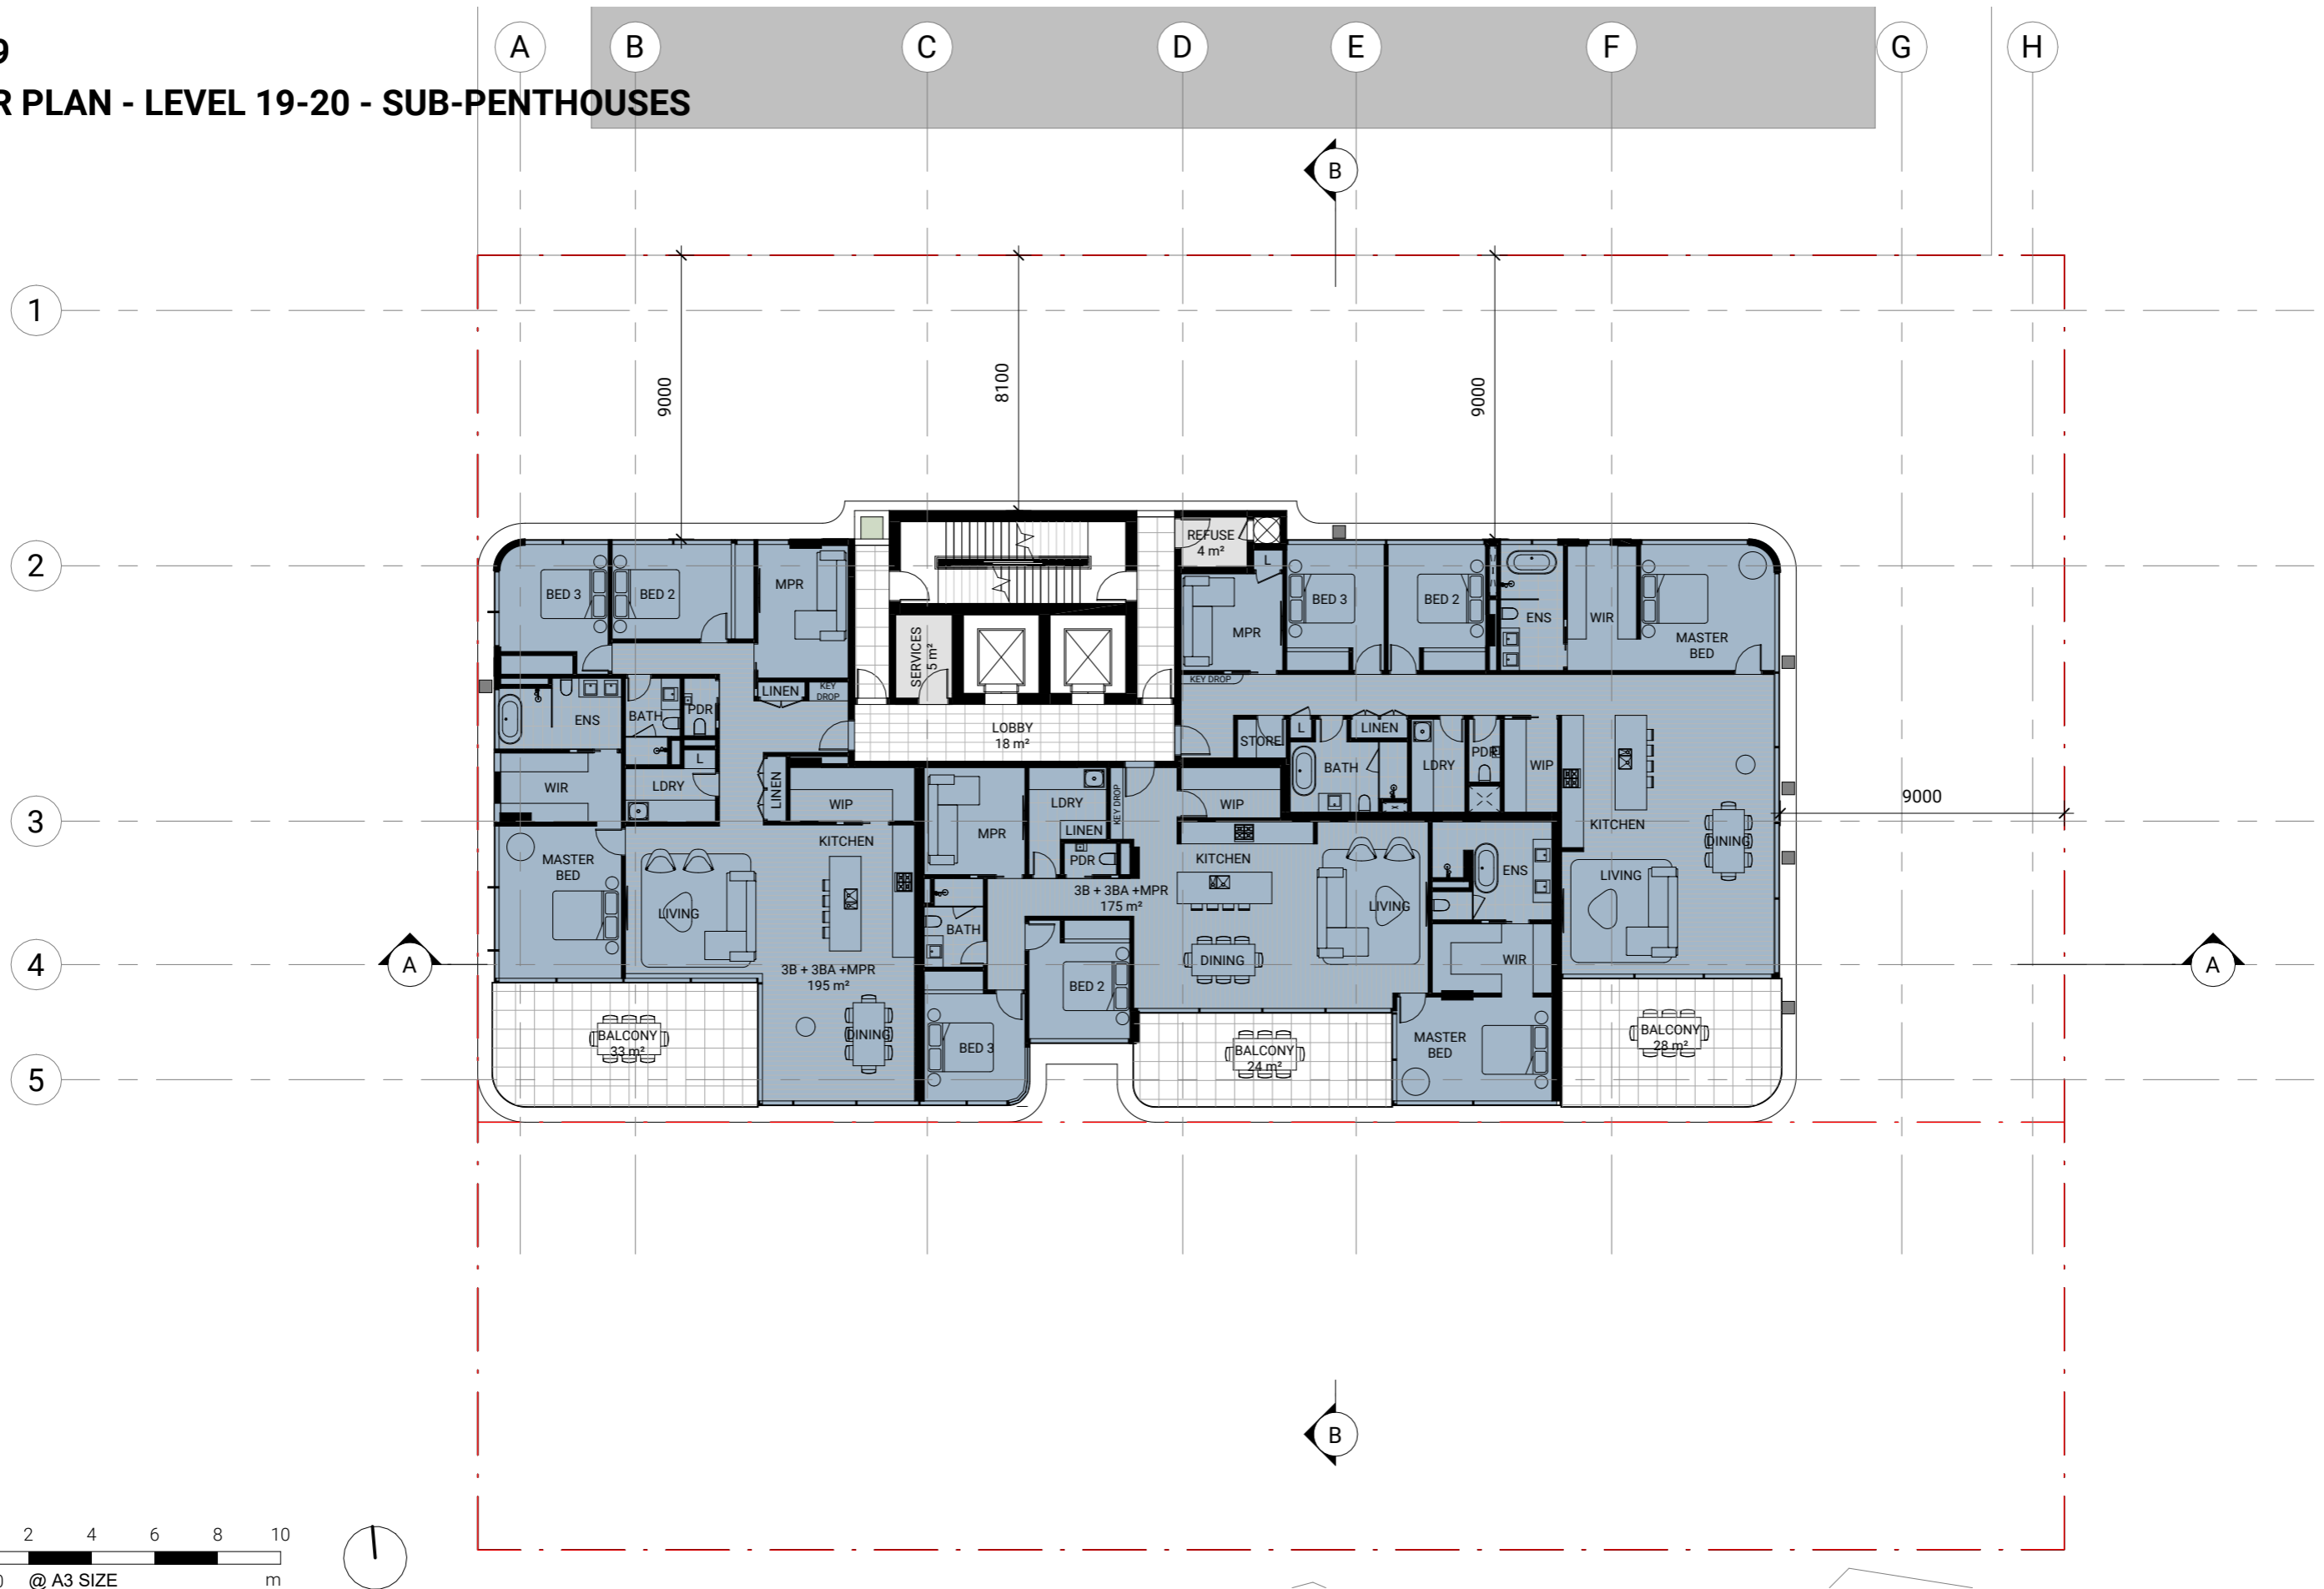 9
R PLAN - LEVEL 19-20 - SUB-PENTHOUSES
A
B
C
D
E
F
G
H
B
1
9000
8100
9000
2
REFUSE
4 m²
L
BED 3
BED 2
MPR
BED 3
BED 2
ENS
WIR
MASTER
BED
MPR
SERVICES
5 m²
KEY DROP
LINEN
KEY
DROP
ENS
BATH
PDR
LOBBY
18 m²
STORE
L
LINEN
BATH
LDRY
PDR
WIP
L
WIR
LDRY
LINEN
WIP
MPR
LDRY
LINEN
KEY DROP
WIP
9000
3
KITCHEN
KITCHEN
DINING
MASTER
BED
PDR
KITCHEN
ENS
LIVING
3B + 3BA +MPR
175 m²
LIVING
LIVING
BATH
4
A
3B + 3BA +MPR
195 m²
DINING
WIR
A
BED 2
BALCONY
33 m²
DINING
BED 3
BALCONY
24 m²
MASTER
BED
BALCONY
28 m²
5
B
2
4
6
8
10
@ A3 SIZE
m